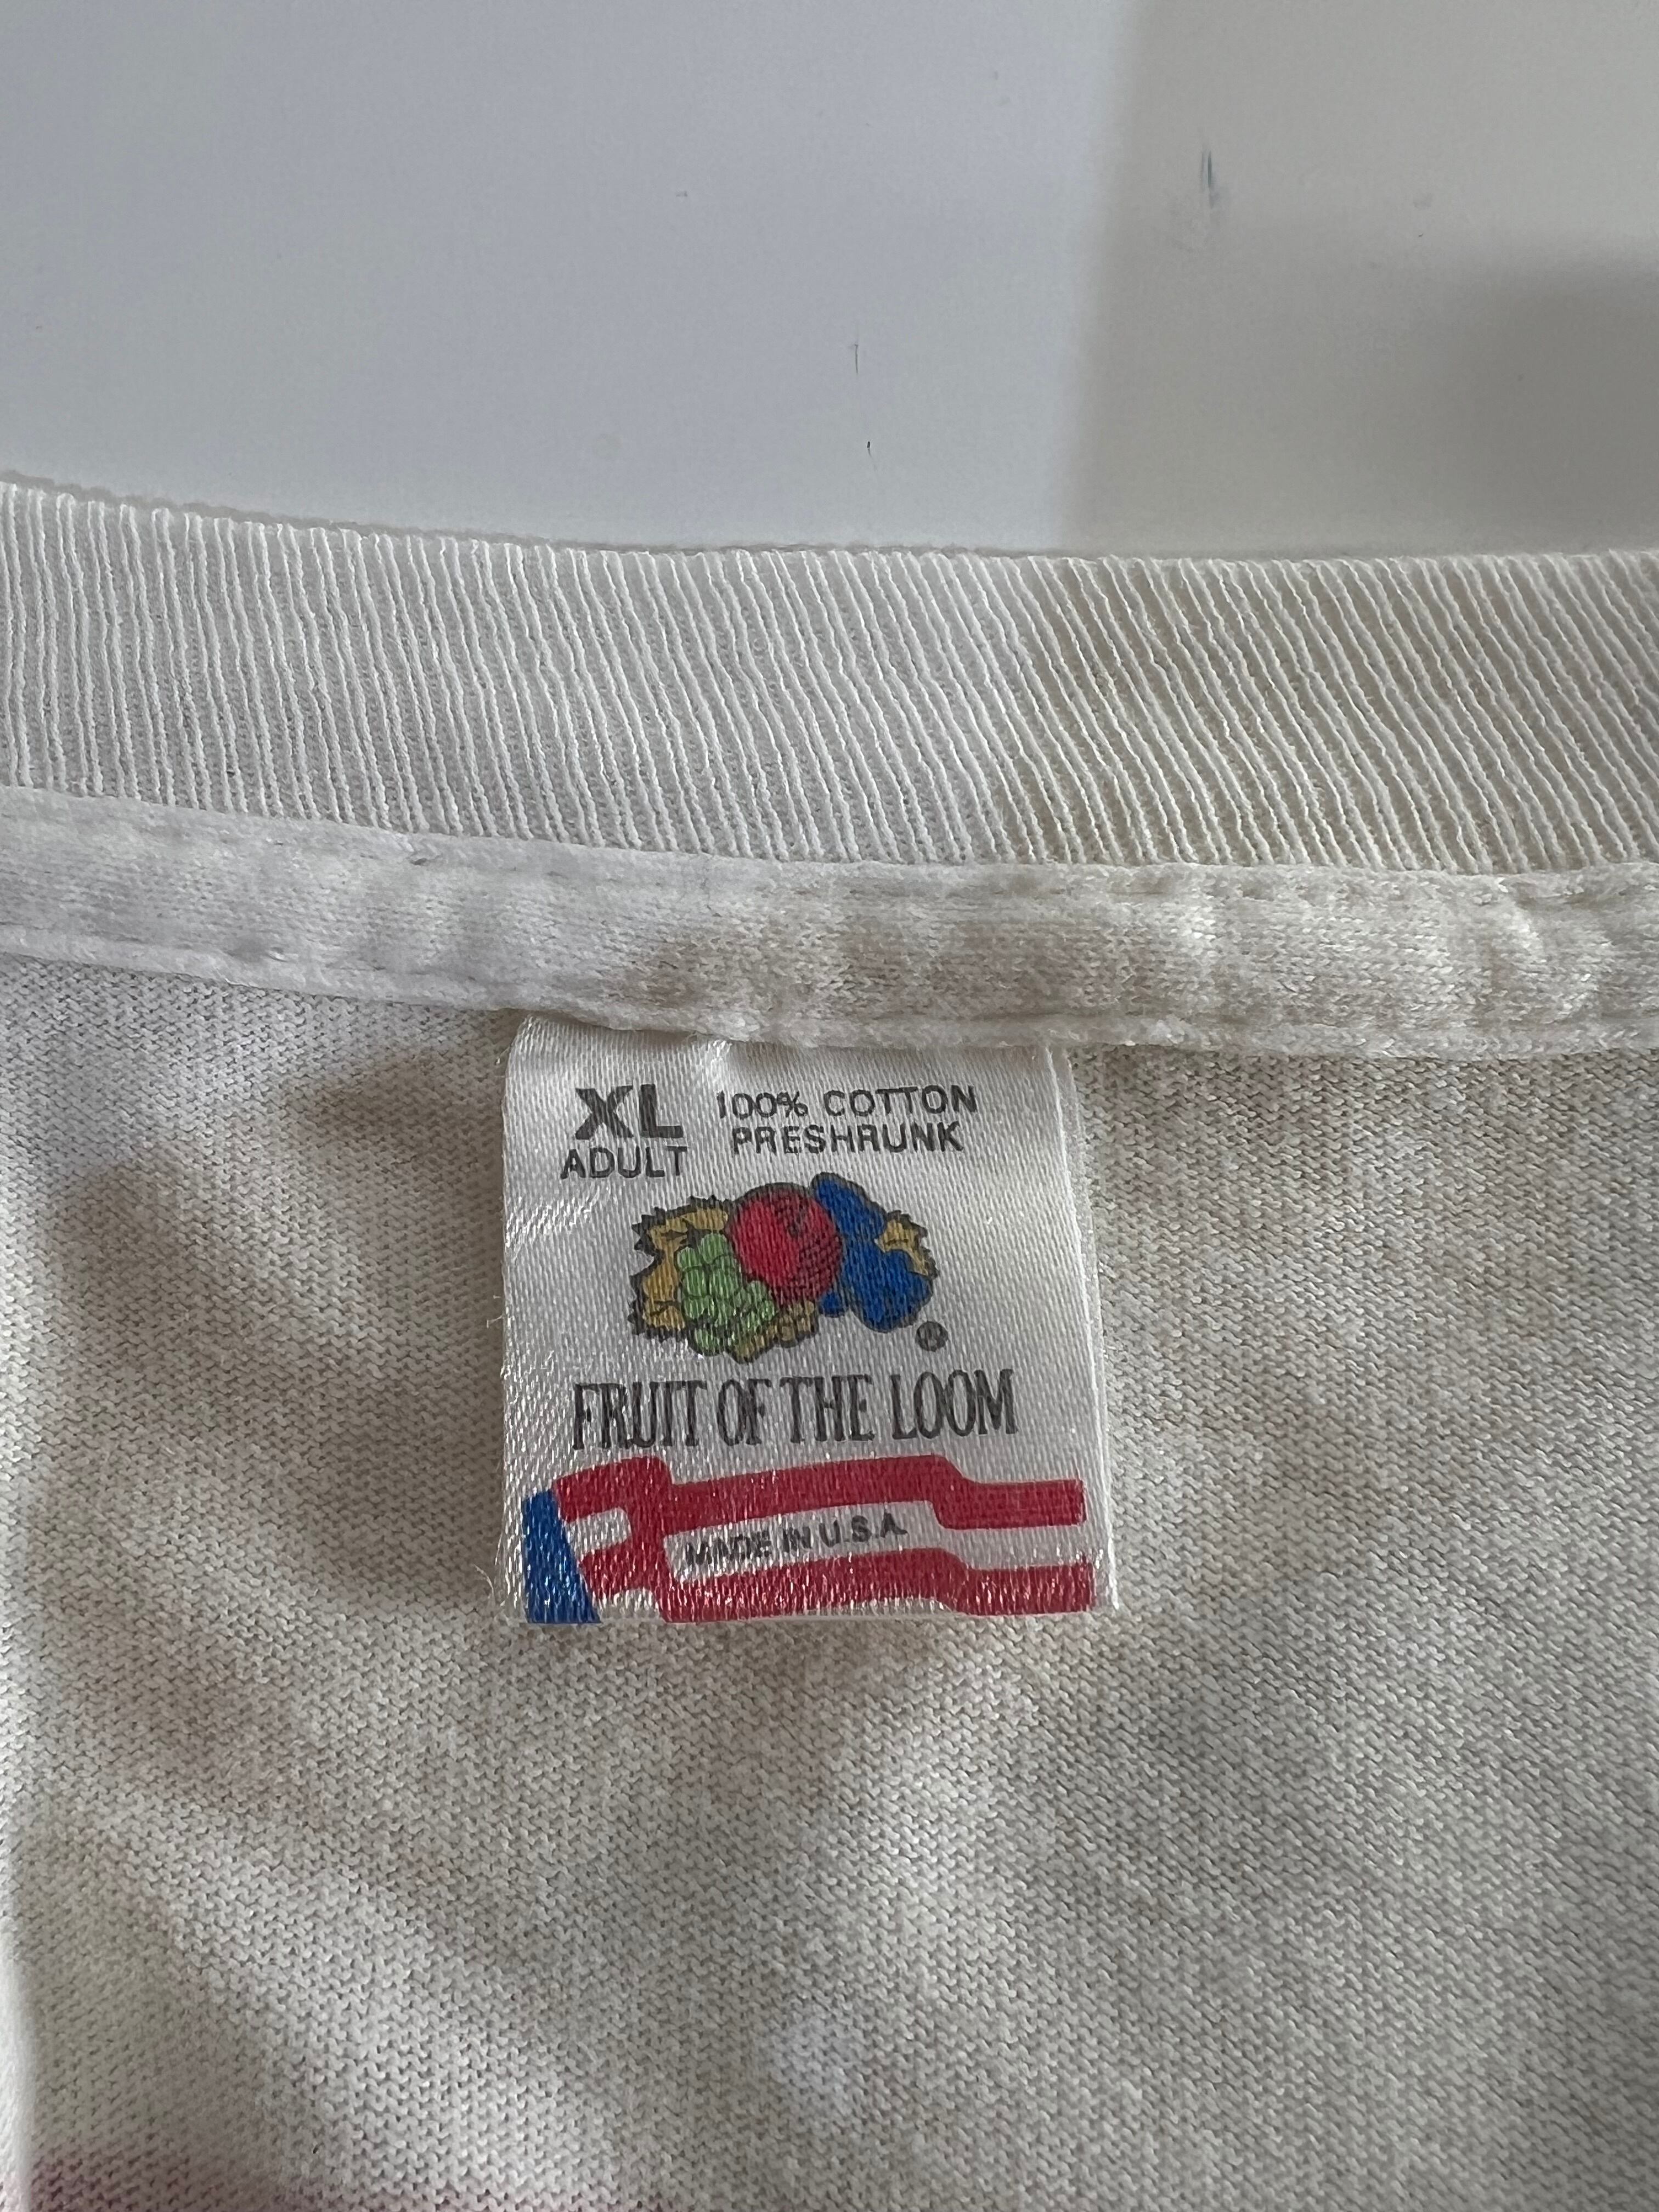 XL 100% COTTON
ADULT PRESHRUNK
®
FRUIT OF THE LOOM
MADE IN U.S.A.